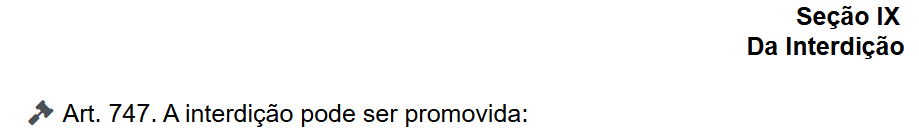 Seção IX
Da Interdição
Art. 747. A interdição pode ser promovida: